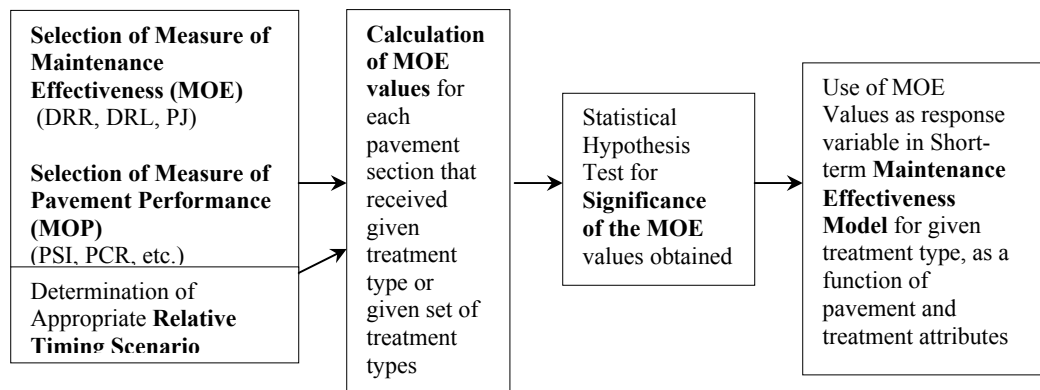 Selection of Measure of
Maintenance
Effectiveness (MOE)
(DRR, DRL, PJ)
Selection of Measure of
Pavement Performance
(MOP)
(PSI, PCR, etc.)
Determination of
Appropriate Relative
Timing Scenario
Calculation
of MOE
values for
each
pavement
section that
received
given
treatment
type or
given set of
treatment
types
Statistical
Hypothesis
Test for
Significance
of the MOE
values obtained
Use of MOE
Values as response
variable in Short-
term Maintenance
Effectiveness
Model for given
treatment type, as a
function of
pavement and
treatment attributes